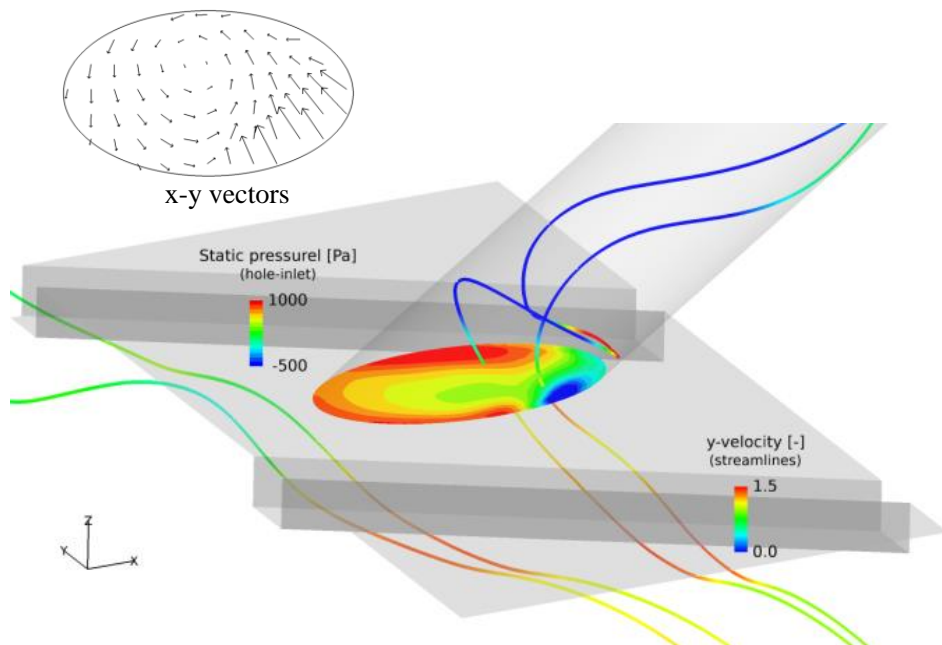 x-y vectors
Static pressurel [Pa]
(hole-inlet)
1000
-500
y-velocity [-]
(streamlines)
1.5
0.0
Z
Y
X